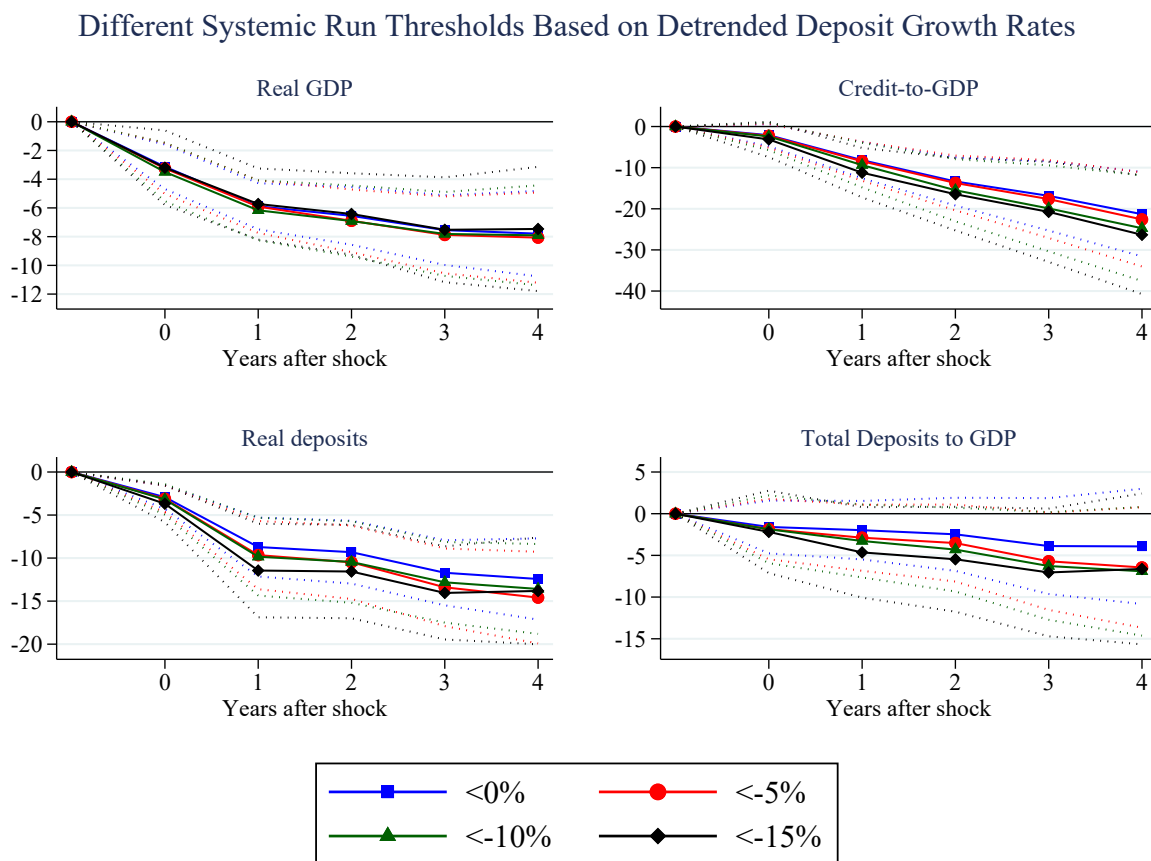 Different Systemic Run Thresholds Based on Detrended Deposit Growth Rates
Real GDP
0
-2
-4
-6
-8
-10
-12
0 1 2 3 4
Years after shock
Credit-to-GDP
0
-10
-20
-30
-40
0 1 2 3 4
Years after shock
Real deposits
0
-5
-10
-15
-20
0 1 2 3 4
Years after shock
Total Deposits to GDP
5
0
-5
-10
-15
0 1 2 3 4
Years after shock
<0% <-5%
<-10% <-15%